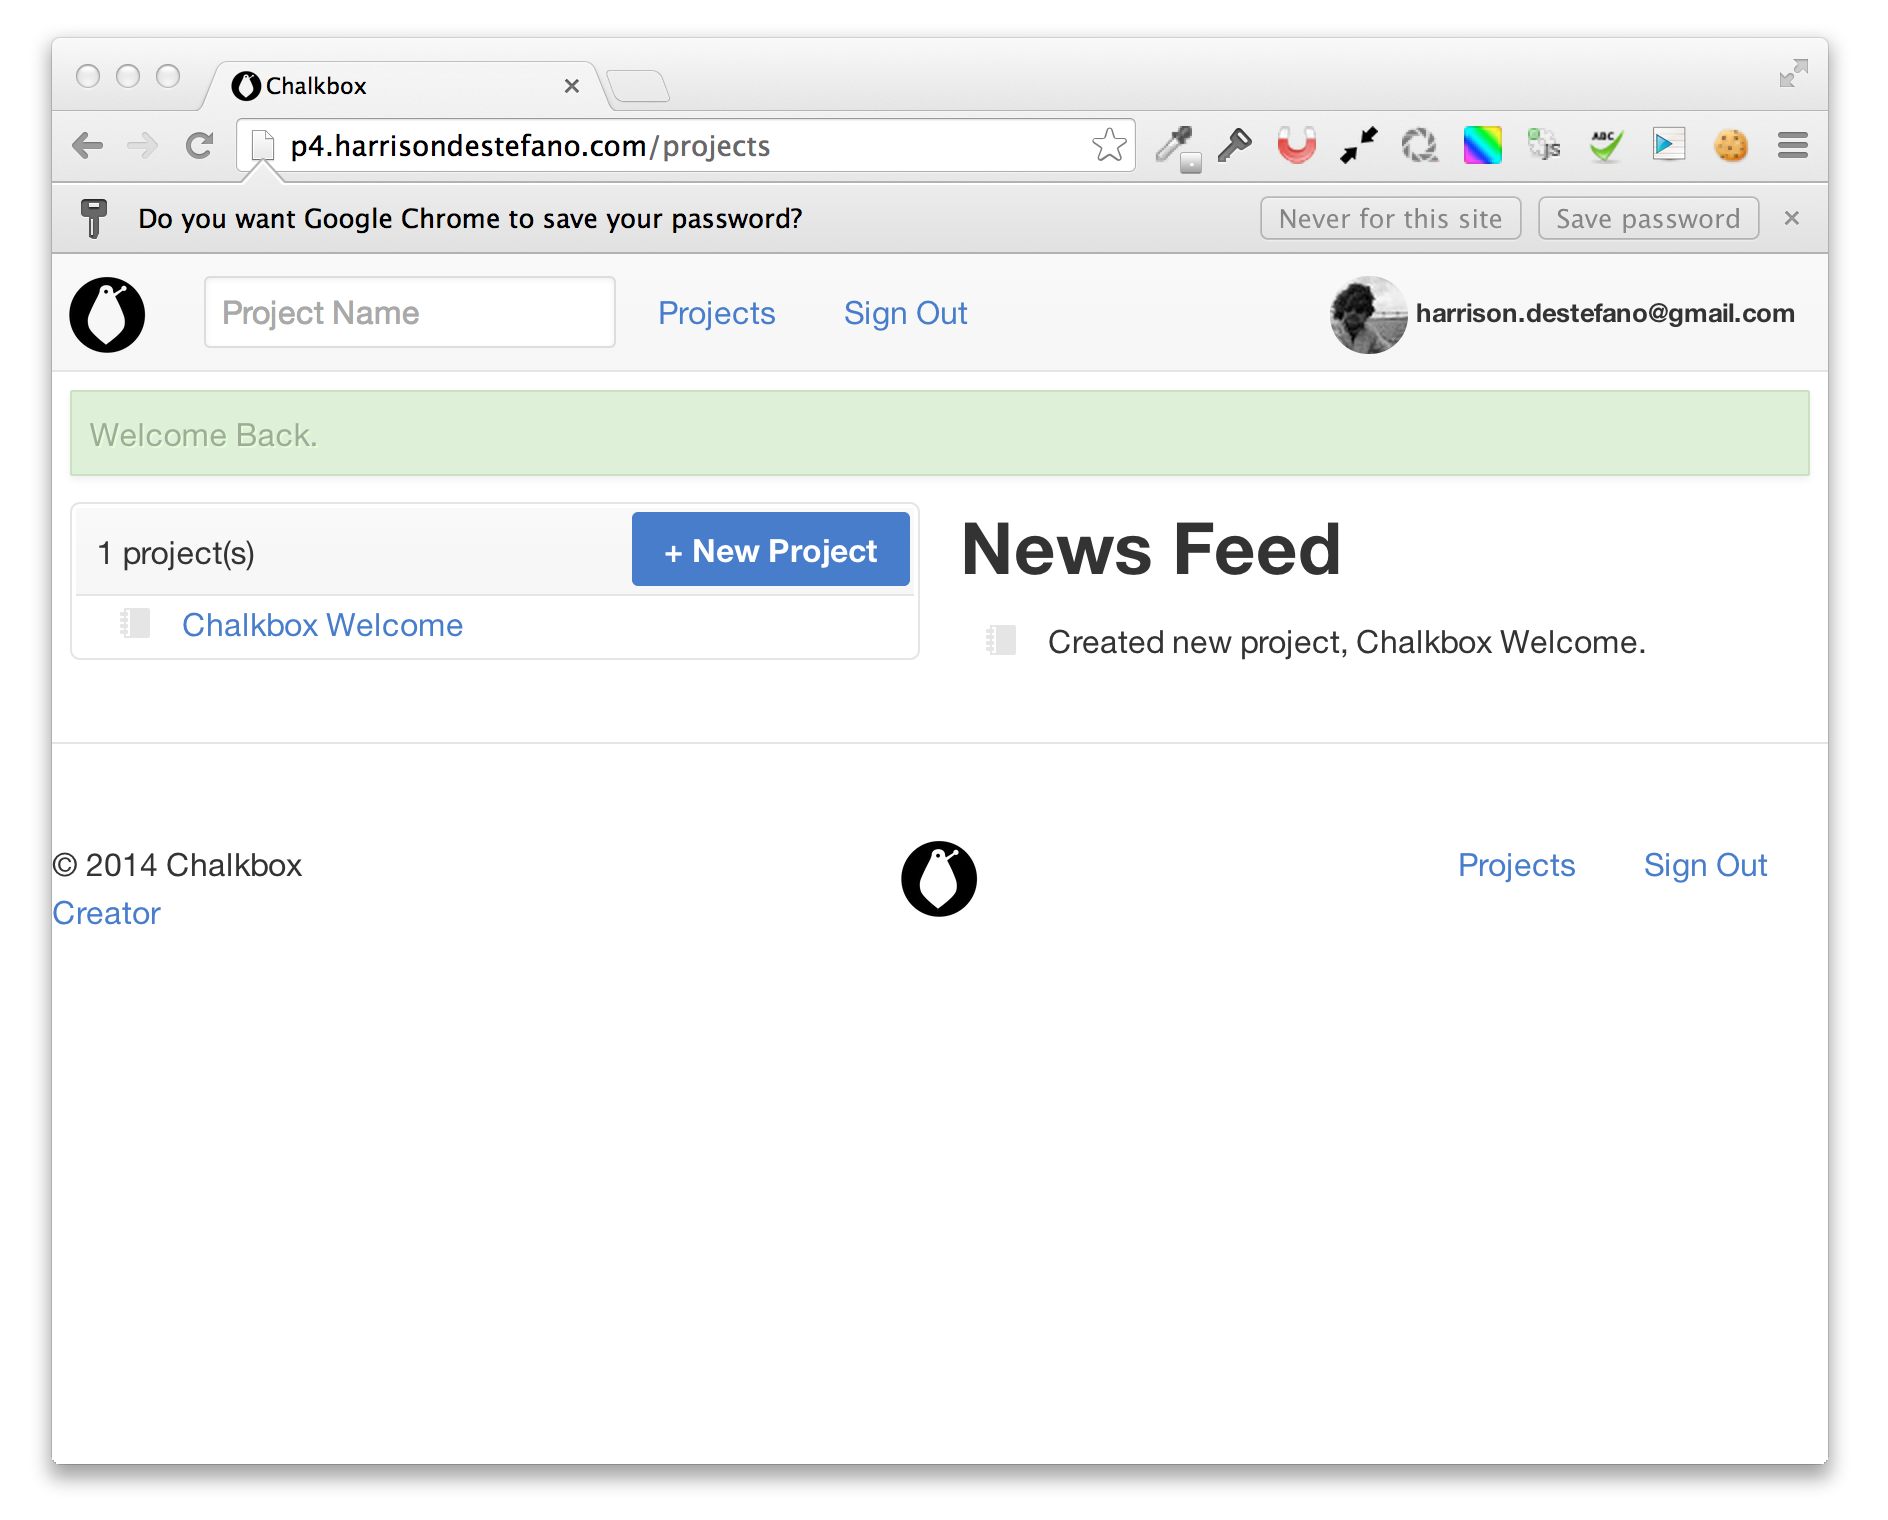 Chalkbox
p4.harrisondestefano.com/projects
js
ABC
Do you want Google Chrome to save your password?
Never for this site
Save password
Project Name
Projects
Sign Out
harrison.destefano@gmail.com
Welcome Back.
1 project(s)
+ New Project
Chalkbox Welcome
News Feed
Created new project, Chalkbox Welcome.
© 2014 Chalkbox
Creator
Projects
Sign Out